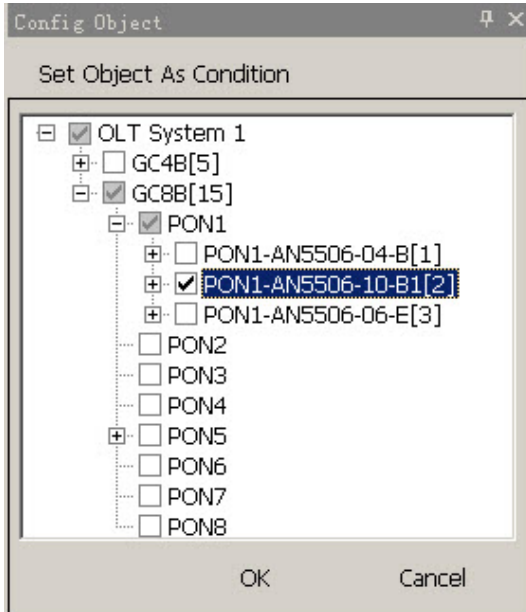 Config Object
Set Object As Condition
OLT System 1
GC4B[5]
GC8B[15]
PON1
PON1-AN5506-04-B[1]
PON1-AN5506-10-B1[2]
PON1-AN5506-06-E[3]
PON2
PON3
PON4
PON5
PON6
PON7
PON8
OK Cancel